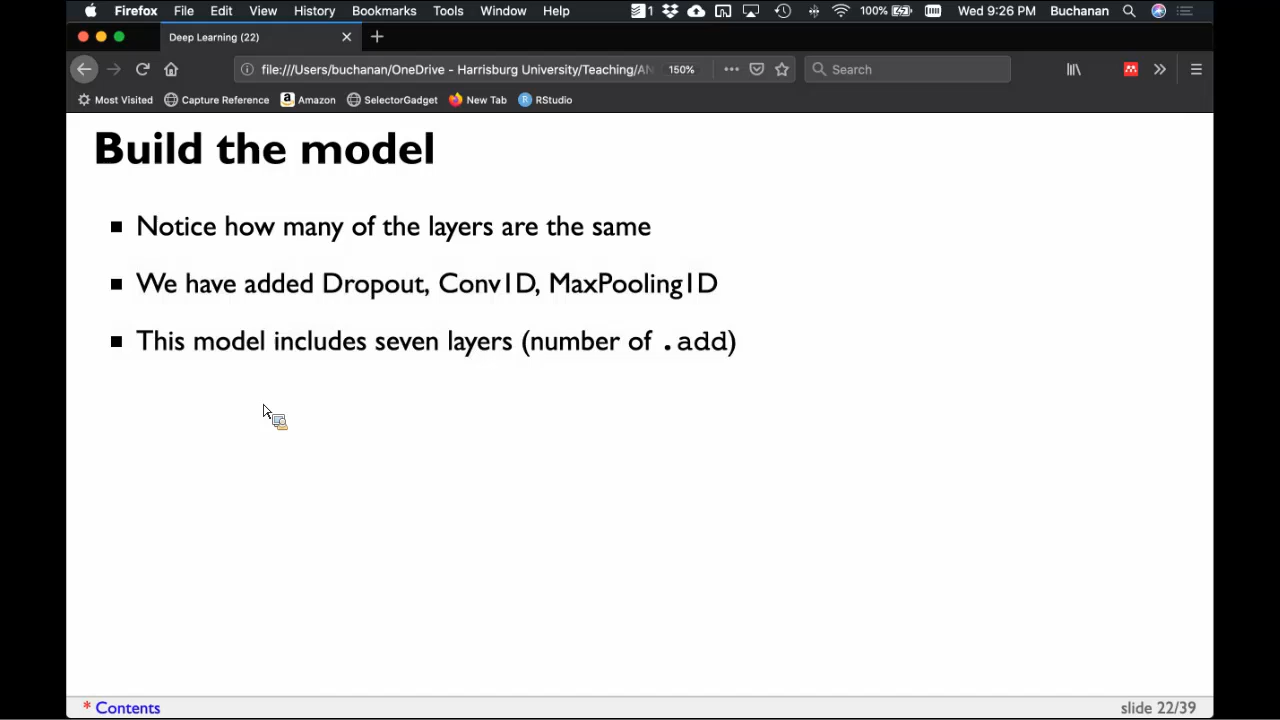 Firefox File Edit View History Bookmarks Tools Window Help 1 100% Wed 9:26 PM Buchanan
Deep Learning (22)
file:///Users/buchanan/OneDrive - Harrisburg University/Teaching/AN 150% Search
Most Visited Capture Reference Amazon SelectorGadget New Tab RStudio
Build the model
Notice how many of the layers are the same
We have added Dropout, Conv1D, MaxPooling1D
This model includes seven layers (number of .add)
* Contents slide 22/39